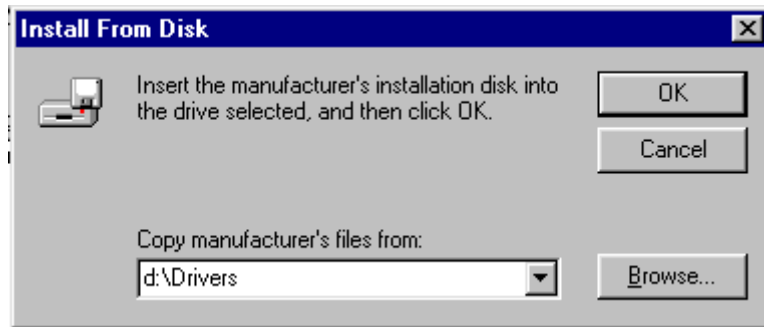 Install From Disk
Insert the manufacturer's installation disk into
the drive selected, and then click OK.
OK
Cancel
Copy manufacturer's files from:
d:\Drivers
Browse...